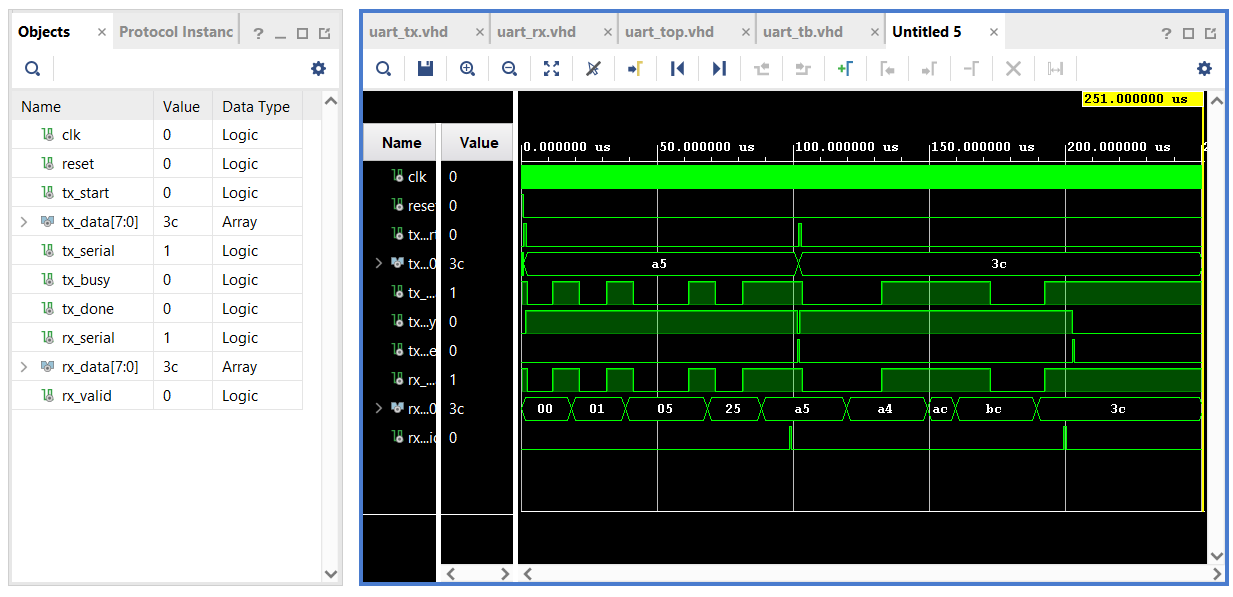 Objects × Protocol Instanc ?
Name Value Data Type
clk 0 Logic
reset 0 Logic
tx_start 0 Logic
tx_data[7:0] 3c Array
tx_serial 1 Logic
tx_busy 0 Logic
tx_done 0 Logic
rx_serial 1 Logic
rx_data[7:0] 3c Array
rx_valid 0 Logic
uart_tx.vhd × uart_rx.vhd × uart_top.vhd × uart_tb.vhd × Untitled 5 × ?
251.000000 us
Name Value
0.000000 us 50.000000 us 100.000000 us 150.000000 us 200.000000 us 2
clk 0
rese 0
tx...r 0
tx...0 3c a5 3c
tx_... 1
tx...y 0
tx...e 0
rx_... 1
rx...0 3c 00 01 05 25 a5 a4 ac bc 3c
rx...i 0